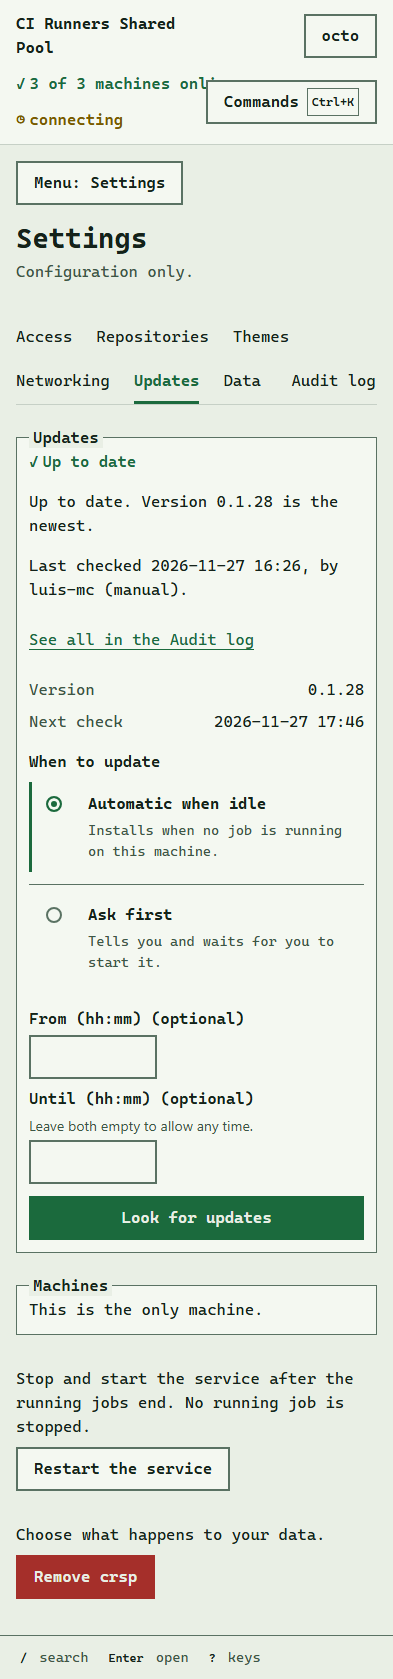 CI Runners Shared
Pool
octo
√ 3 of 3 machines
Commands Ctrl+K
connecting
Menu: Settings
Settings
Configuration only.
Access Repositories Themes
Networking Updates Data Audit log
Updates
√ Up to date
Up to date. Version 0.1.28 is the
newest.
Last checked 2026-11-27 16:26, by
luis-mc (manual).
See all in the Audit log
Version 0.1.28
Next check 2026-11-27 17:46
When to update
Automatic when idle
Installs when no job is running
on this machine.
Ask first
Tells you and waits for you to
start it.
From (hh:mm) (optional)
Until (hh:mm) (optional)
Leave both empty to allow any time.
Look for updates
Machines
This is the only machine.
Stop and start the service after the
running jobs end. No running job is
stopped.
Restart the service
Choose what happens to your data.
Remove crsp
/ search Enter open ? keys